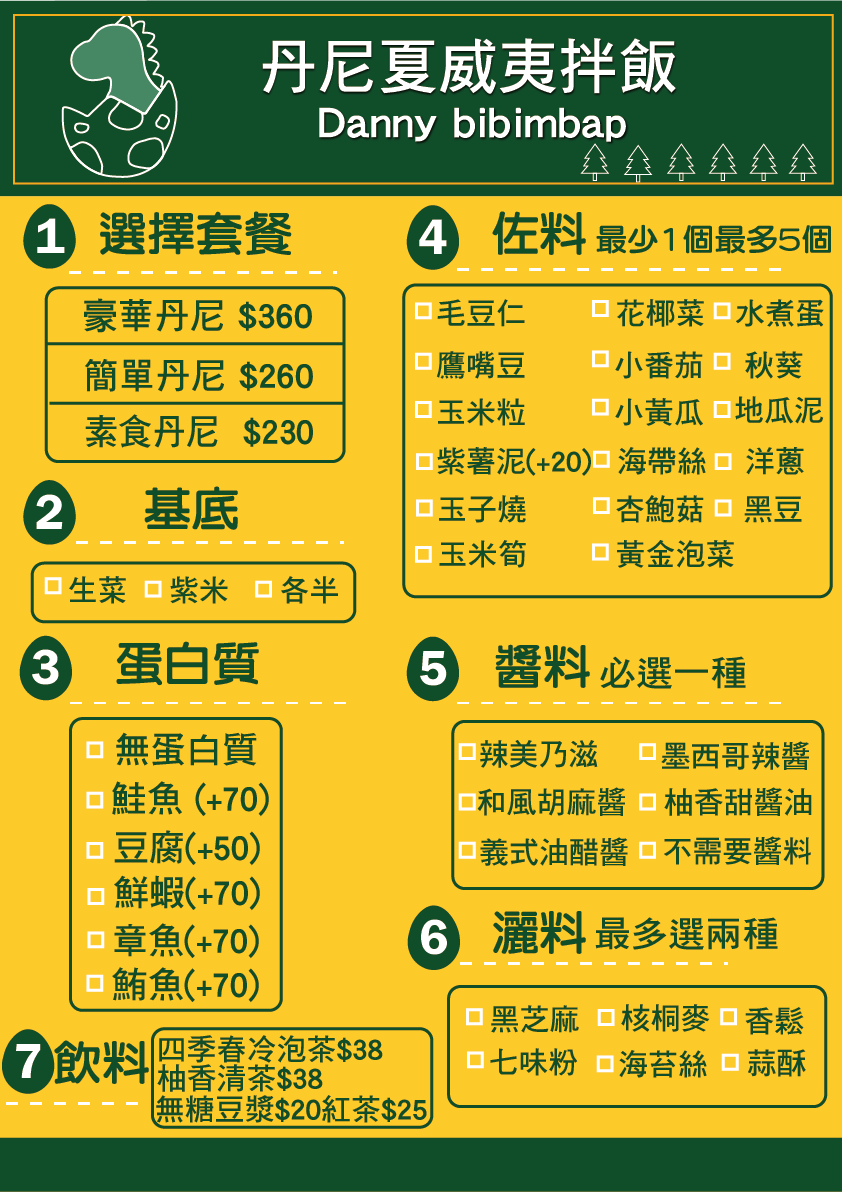 丹尼夏威夷拌飯
Danny bibimbap
1 選擇套餐
豪華丹尼 $360
簡單丹尼 $260
素食丹尼 $230
2 基底
生菜 紫米 各半
3 蛋白質
無蛋白質
鮭魚 (+70)
豆腐(+50)
鮮蝦(+70)
章魚(+70)
鮪魚(+70)
4 佐料 最少1個最多5個
毛豆仁 花椰菜 水煮蛋
鷹嘴豆 小番茄 秋葵
玉米粒 小黃瓜 地瓜泥
紫薯泥(+20) 海帶絲 洋蔥
玉子燒 杏鮑菇 黑豆
玉米筍 黃金泡菜
5 醬料 必選一種
辣美乃滋 墨西哥辣醬
和風胡麻醬 柚香甜醬油
義式油醋醬 不需要醬料
6 灑料 最多選兩種
黑芝麻 核桐麥 香鬆
七味粉 海苔絲 蒜酥
7 飲料
四季春冷泡茶$38
柚香清茶$38
無糖豆漿$20紅茶$25